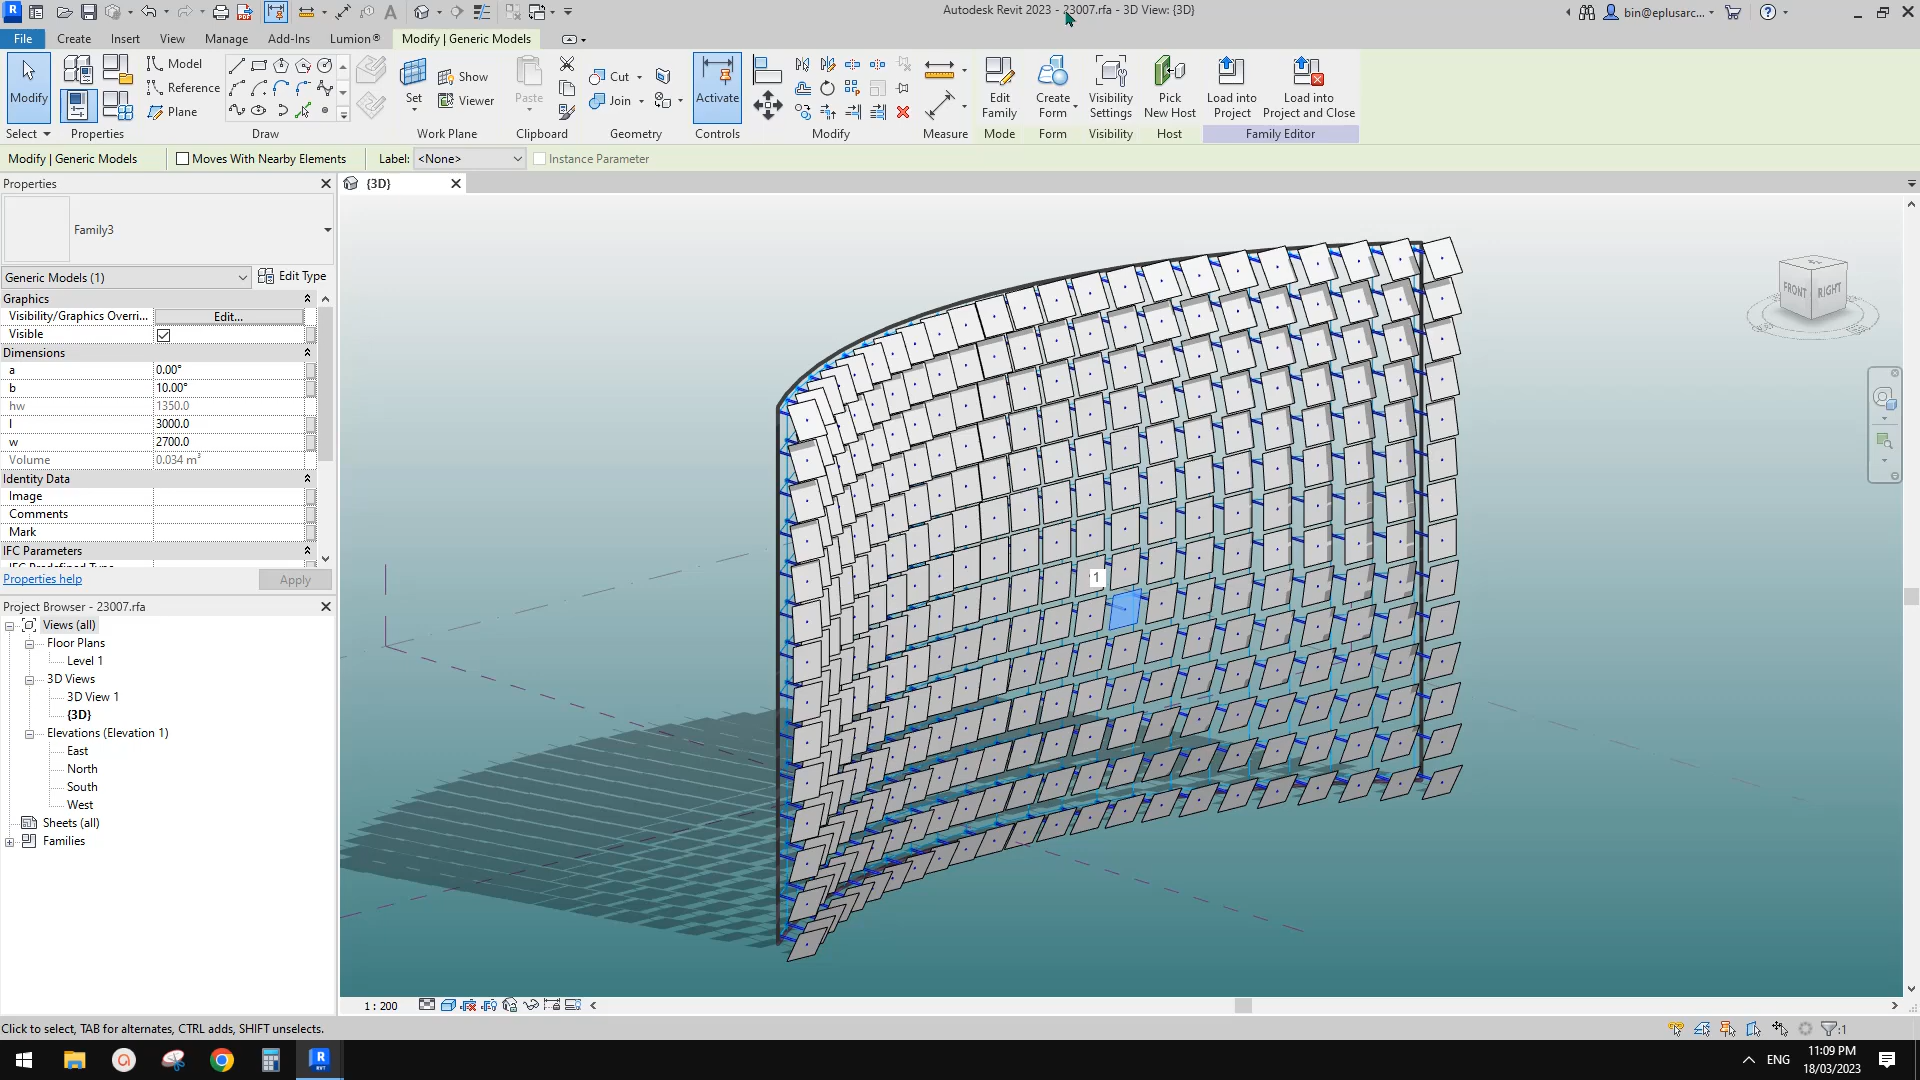 Autodesk Revit 2023 - 23007.rfa - 3D View: {3D}
bin@eplusarc...
File Create Insert View Manage Add-Ins Lumion® Modify | Generic Models
Modify
Model
Reference
Plane
Set
Show
Viewer
Paste
Cut
Join
Activate
Edit
Family
Create
Form
Visibility
Settings
Pick
New Host
Load into
Project
Load into
Project and Close
Select Properties Draw Work Plane Clipboard Geometry Controls Modify Measure Mode Form Visibility Family Editor
Modify | Generic Models Moves With Nearby Elements Label: <None> Instance Parameter
Properties
{3D}
Family3
Generic Models (1) Edit Type
Graphics
Visibility/Graphics Overri... Edit...
Visible
Dimensions
a 0.00°
b 10.00°
hw 1350.0
l 3000.0
w 2700.0
Volume 0.034 m³
Identity Data
Image
Comments
Mark
IFC Parameters
Properties help Apply
Project Browser - 23007.rfa
Views (all)
Floor Plans
Level 1
3D Views
3D View 1
{3D}
Elevations (Elevation 1)
East
North
South
West
Sheets (all)
Families
FRONT RIGHT
1
1 : 200
Click to select, TAB for alternates, CTRL adds, SHIFT unselects.
:1
ENG
11:09 PM
18/03/2023